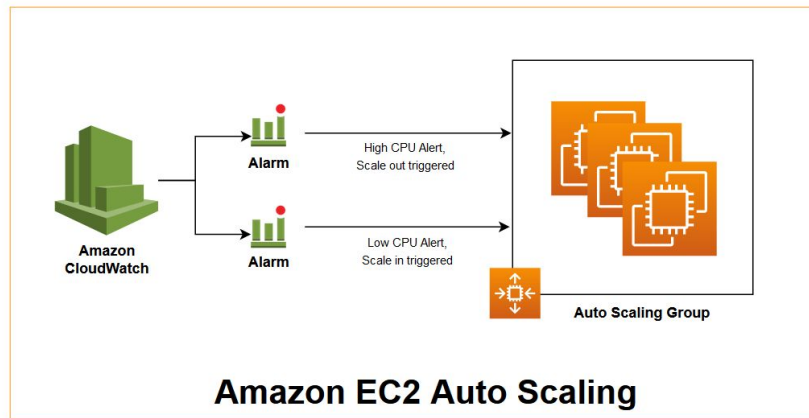 High CPU Alert,
Scale out triggered
Alarm
Amazon
CloudWatch
Low CPU Alert,
Scale in triggered
Alarm
Auto Scaling Group
Amazon EC2 Auto Scaling